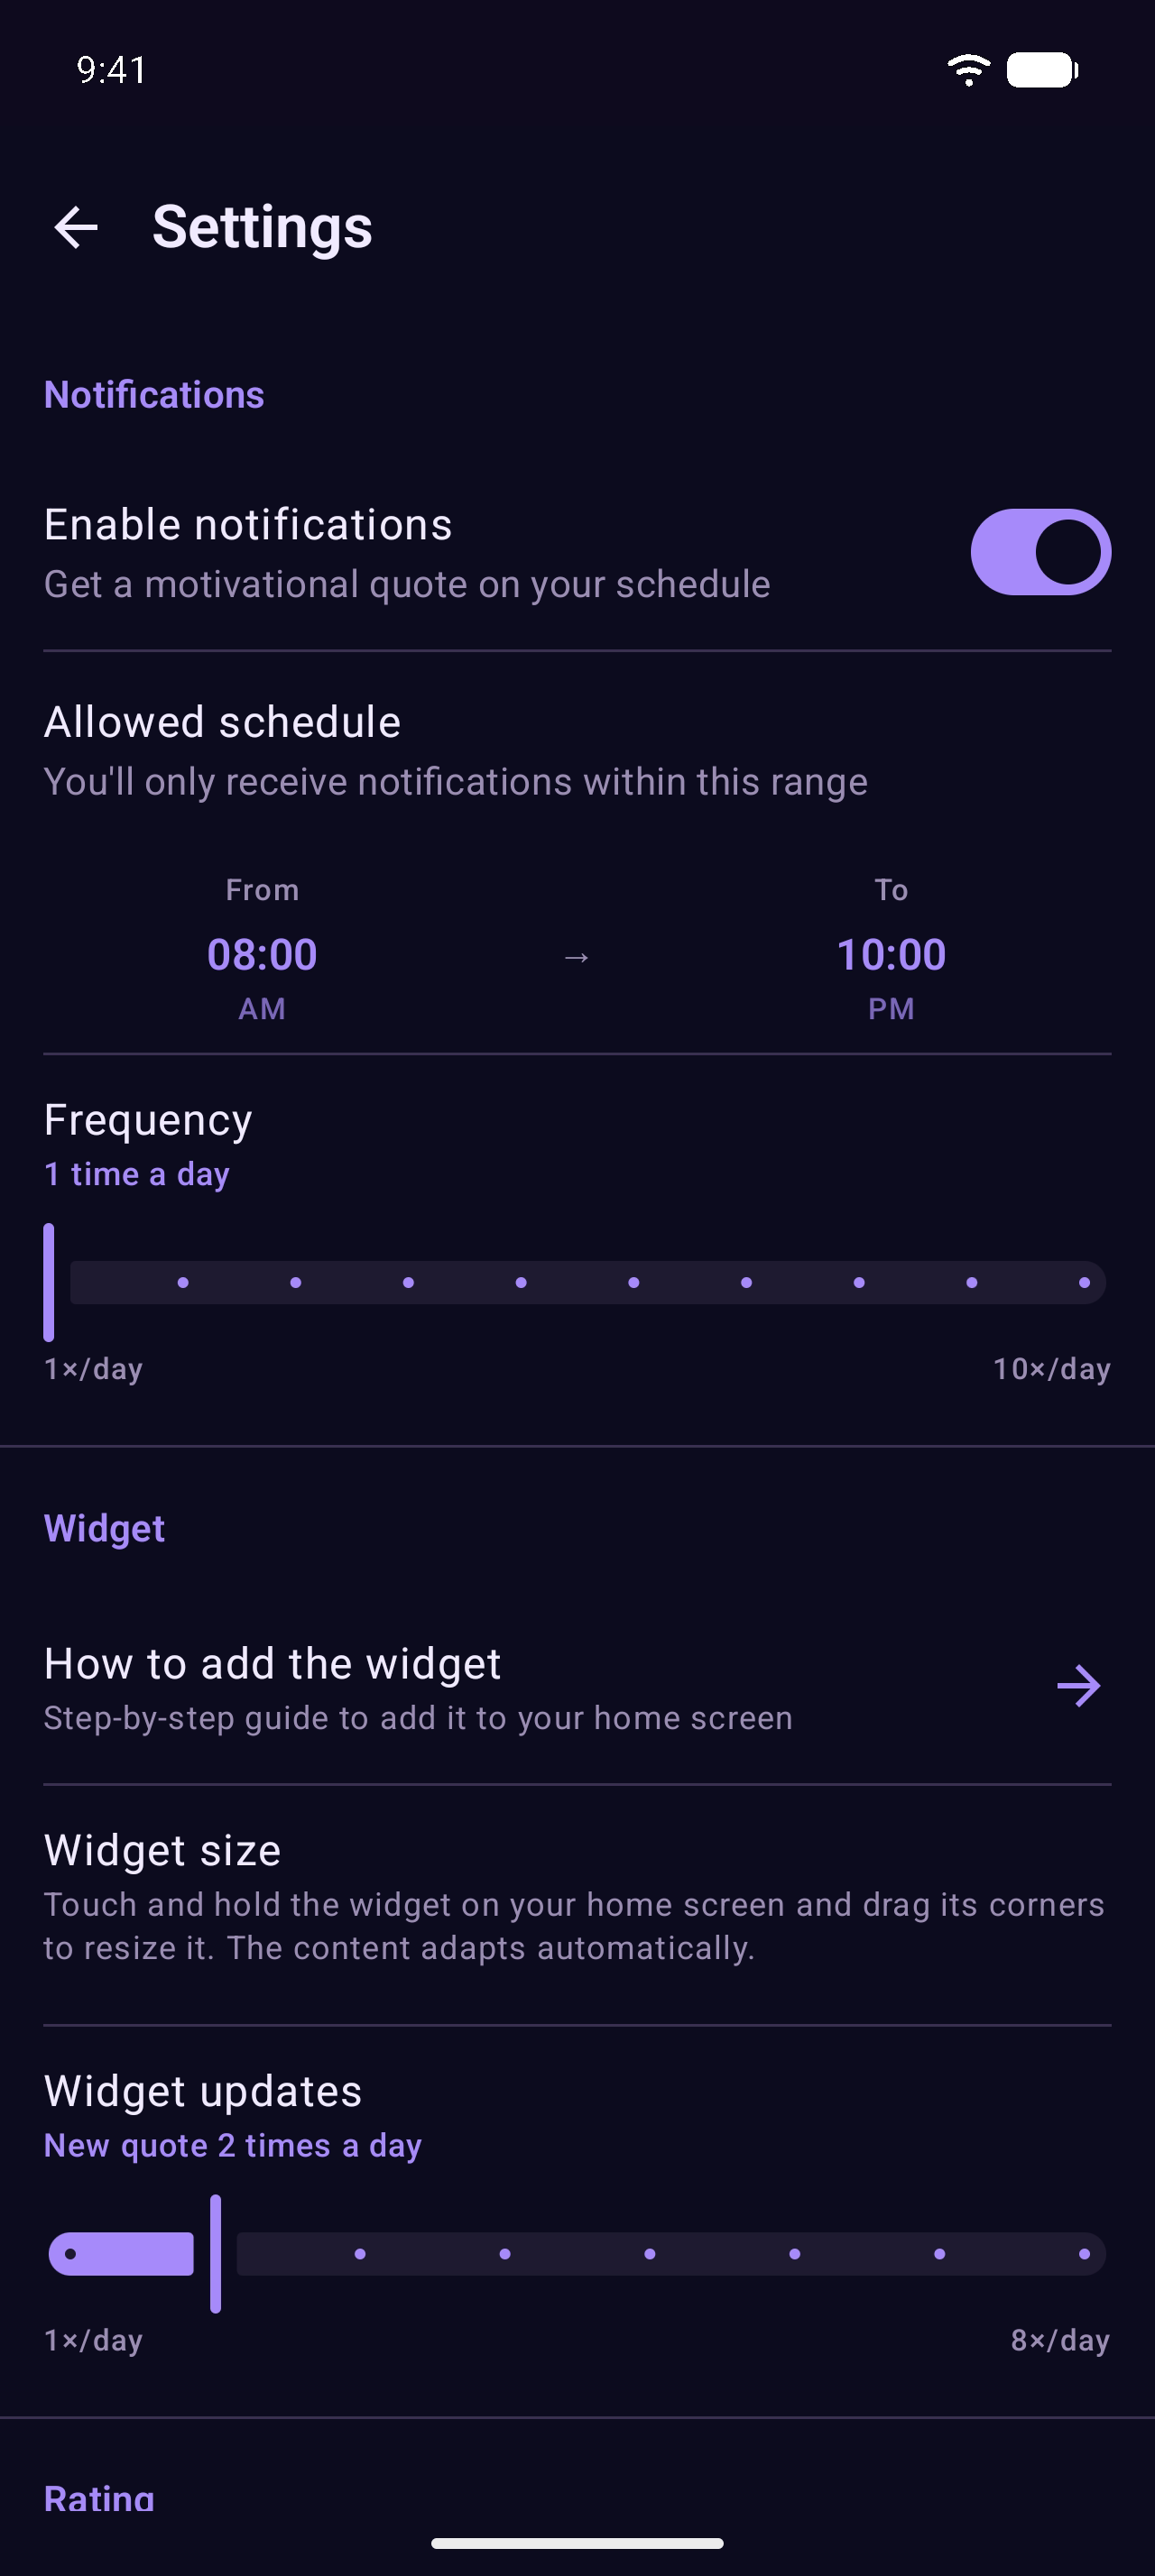 9:41
Settings
Notifications
Enable notifications
Get a motivational quote on your schedule
Allowed schedule
You'll only receive notifications within this range
From
To
08:00
→
10:00
AM
PM
Frequency
1 time a day
1×/day
10×/day
Widget
How to add the widget
Step-by-step guide to add it to your home screen
Widget size
Touch and hold the widget on your home screen and drag its corners
to resize it. The content adapts automatically.
Widget updates
New quote 2 times a day
1×/day
8×/day
Rating